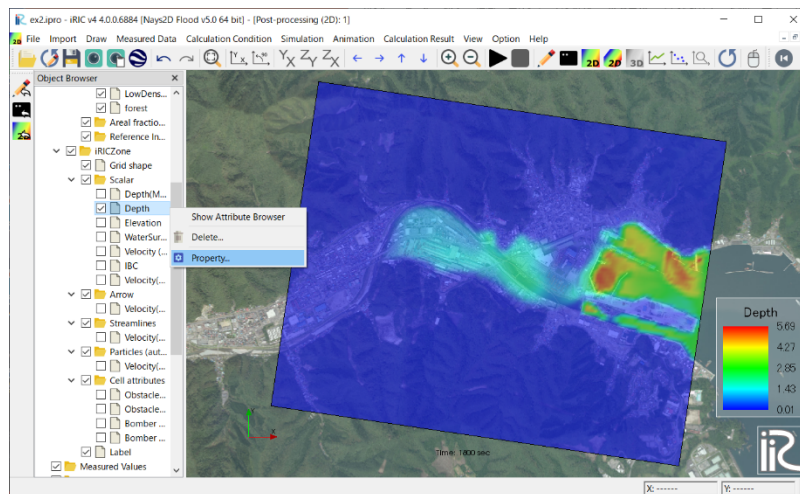 ex2.ipro - iRIC v4 4.0.0.6884 [Nays2D Flood v5.0 64 bit] - [Post-processing (2D): 1]
File Import Draw Measured Data Calculation Condition Simulation Animation Calculation Result View Option Help
2D 2D 3D
Object Browser
LowDens...
forest
Areal fractio...
Reference In...
iRICZone
Grid shape
Scalar
Depth(M...
Depth
Elevation
WaterSur...
Velocity (...
IBC
Velocity(...
Arrow
Velocity(...
Streamlines
Velocity(...
Particles (aut...
Velocity(...
Cell attributes
Obstacle...
Obstacle...
Bomber ...
Bomber ...
Label
Measured Values
Show Attribute Browser
Delete...
Property...
Depth
5.69
4.27
2.85
1.43
0.01
Time: 1800 sec
iRIC
X: ------
Y: ------